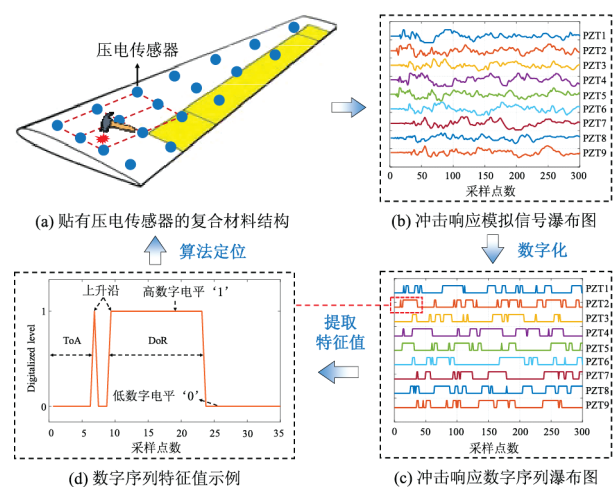 压电传感器
(a) 贴有压电传感器的复合材料结构
PZT1
PZT2
PZT3
PZT4
PZT5
PZT6
PZT7
PZT8
PZT9
0 50 100 150 200 250 300
采样点数
(b) 冲击响应模拟信号瀑布图
算法定位
数字化
Digitalized level
1
0
上升沿
高数字电平‘1’
ToA
DoR
低数字电平‘0’
0 5 10 15 20 25 30 35
采样点数
(d) 数字序列特征值示例
提取
特征值
PZT1
PZT2
PZT3
PZT4
PZT5
PZT6
PZT7
PZT8
PZT9
0 50 100 150 200 250 300
采样点数
(c) 冲击响应数字序列瀑布图